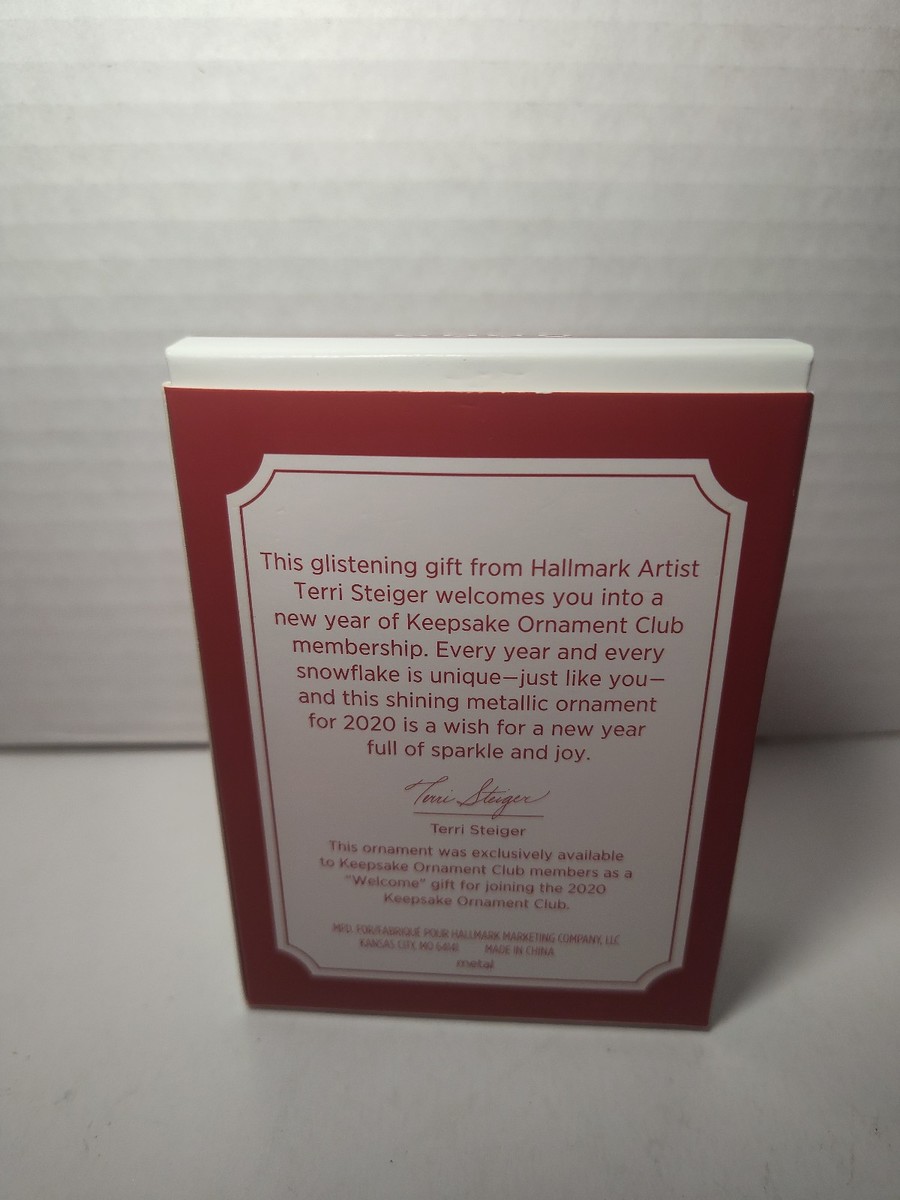 This glistening gift from Hallmark Artist
Terri Steiger welcomes you into a
new year of Keepsake Ornament Club
membership. Every year and every
snowflake is unique—just like you—
and this shining metallic ornament
for 2020 is a wish for a new year
full of sparkle and joy.
Terri Steiger
Terri Steiger
This ornament was exclusively available
to Keepsake Ornament Club members as a
"Welcome" gift for joining the 2020
Keepsake Ornament Club.
MFD. FOR/FABRIQUÉ POUR HALLMARK MARKETING COMPANY, LLC
KANSAS CITY, MO 64141 MADE IN CHINA
metal